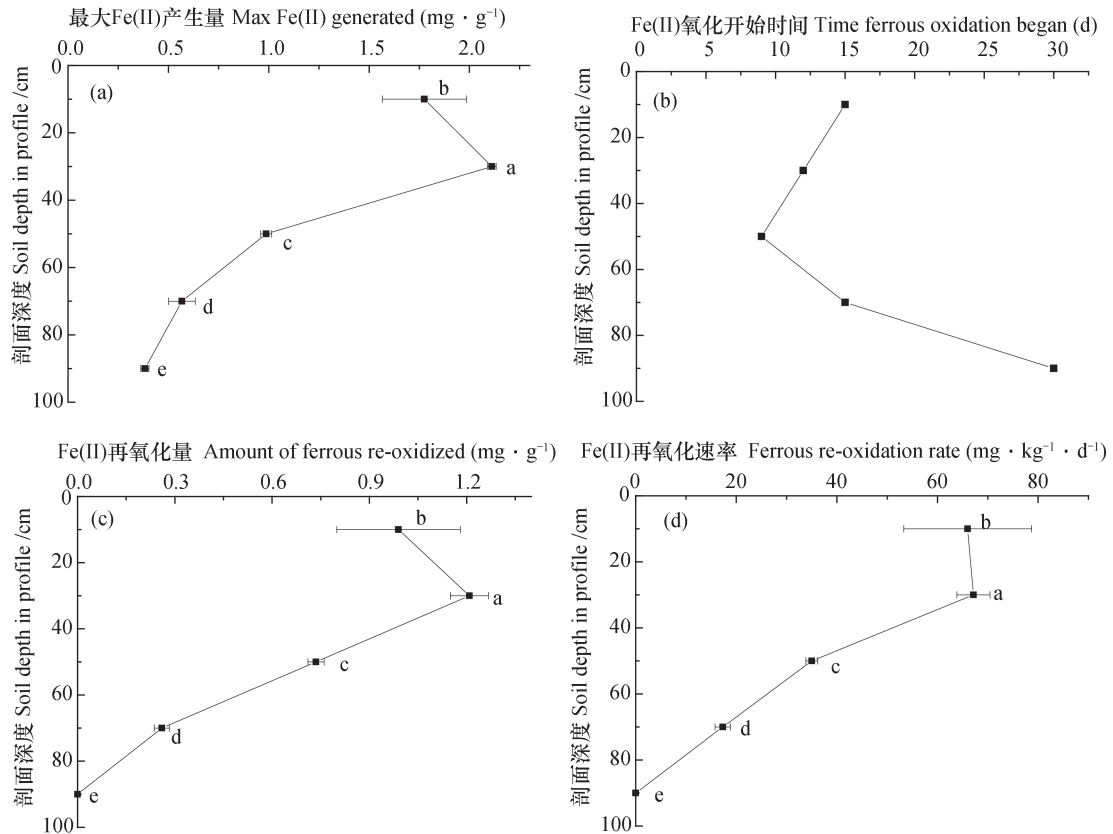 最大Fe(II)产生量 Max Fe(II) generated (mg · g⁻¹)
0.0 0.5 1.0 1.5 2.0
剖面深度 Soil depth in profile /cm
0
20
40
60
80
100
(a)
b
a
c
d
e
Fe(II)氧化开始时间 Time ferrous oxidation began (d)
0 5 10 15 20 25 30
剖面深度 Soil depth in profile /cm
0
20
40
60
80
100
(b)
Fe(II)再氧化量 Amount of ferrous re-oxidized (mg · g⁻¹)
0.0 0.3 0.6 0.9 1.2
剖面深度 Soil depth in profile /cm
0
20
40
60
80
100
(c)
b
a
c
d
e
Fe(II)再氧化速率 Ferrous re-oxidation rate (mg · kg⁻¹ · d⁻¹)
0 20 40 60 80
剖面深度 Soil depth in profile /cm
0
20
40
60
80
100
(d)
b
a
c
d
e